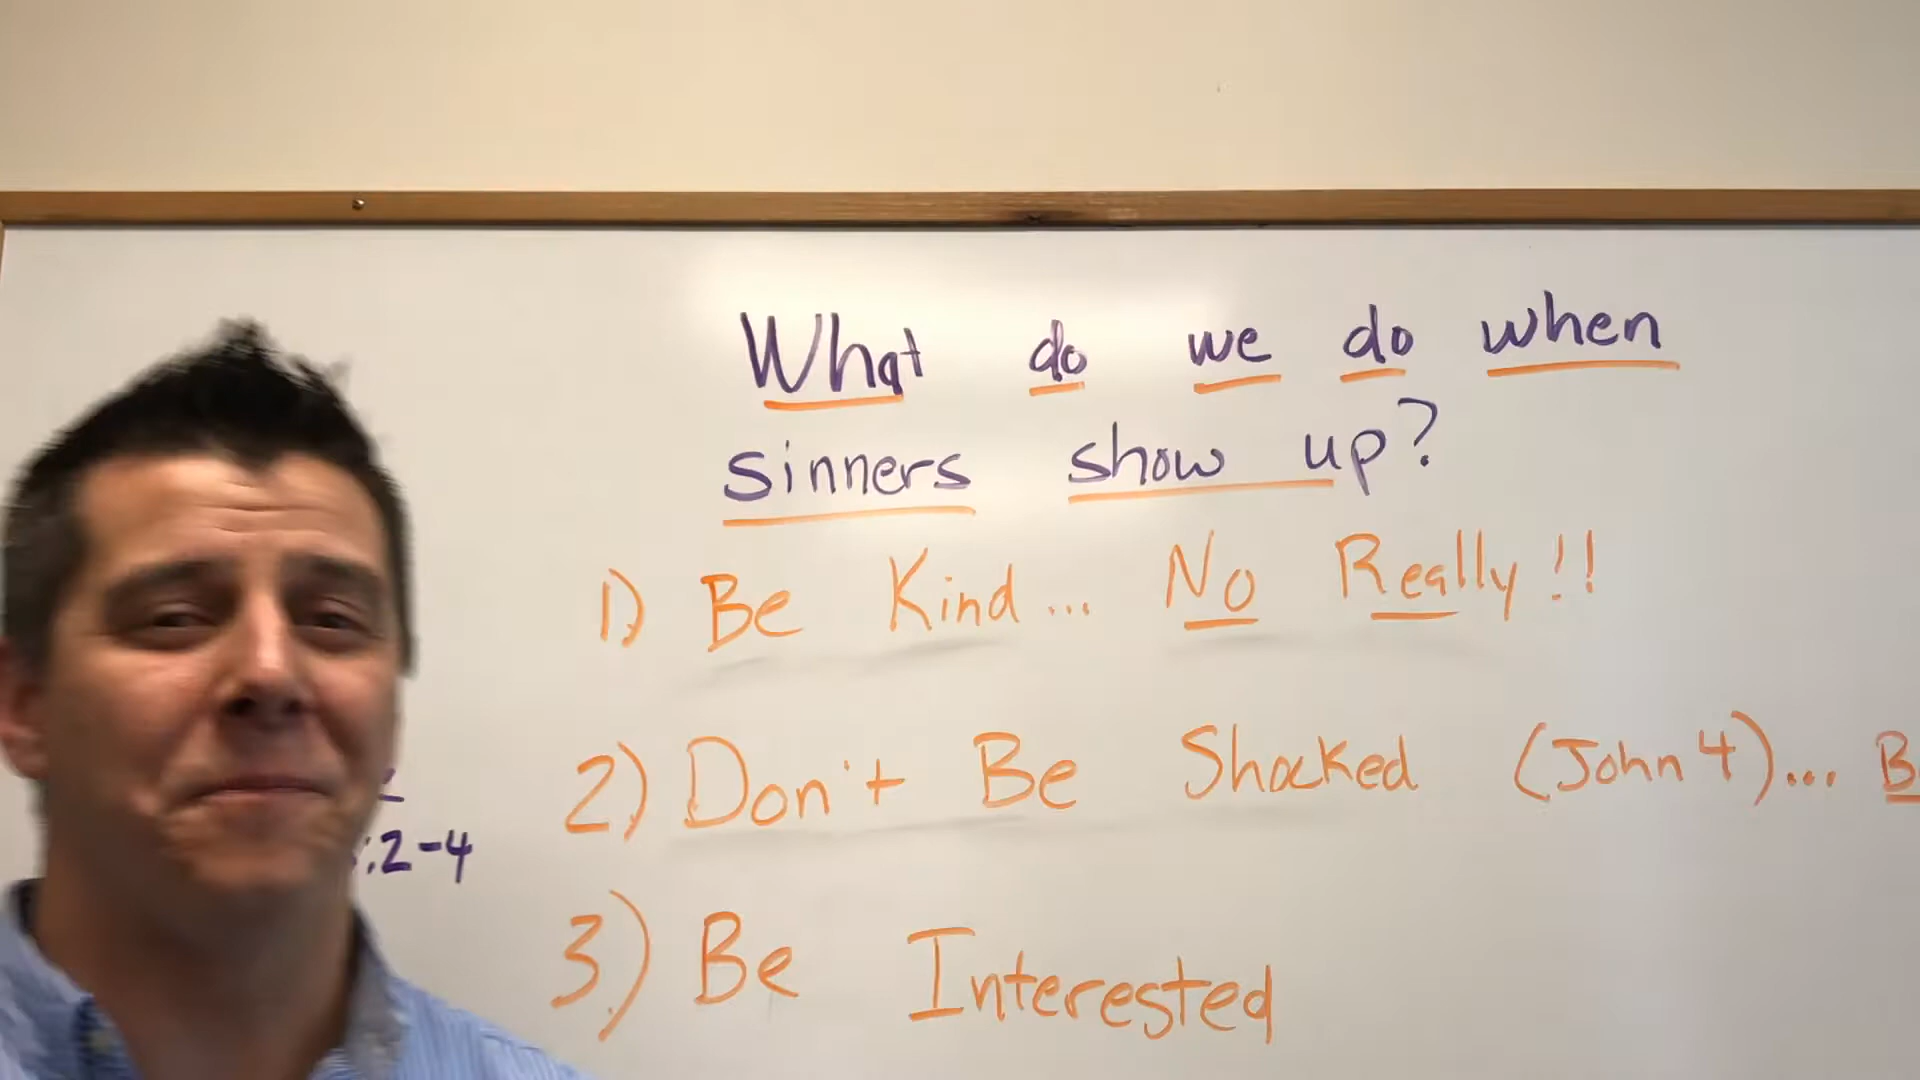 What do we do when
sinners show up?
1) Be Kind... No Really!!
2) Don't Be Shocked (John 4)...
:2-4
3.) Be Interested